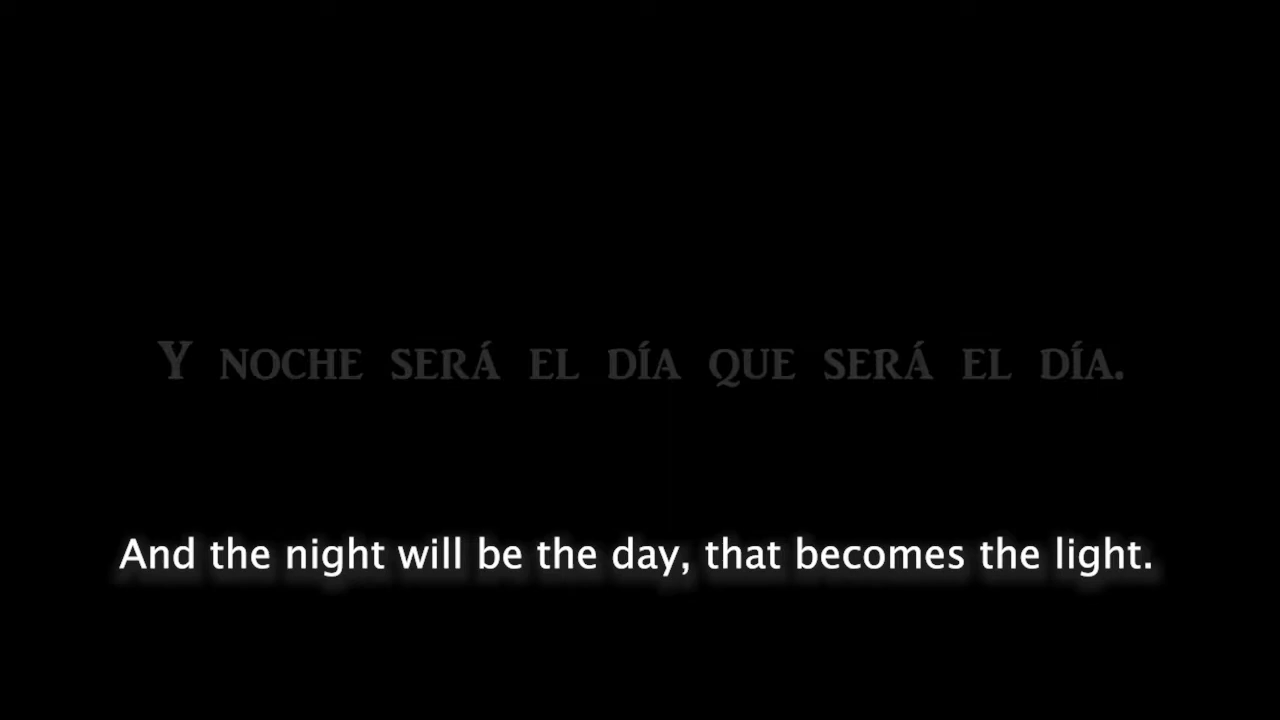 Y NOCHE SERÁ EL DÍA QUE SERÁ EL DÍA.
And the night will be the day, that becomes the light.